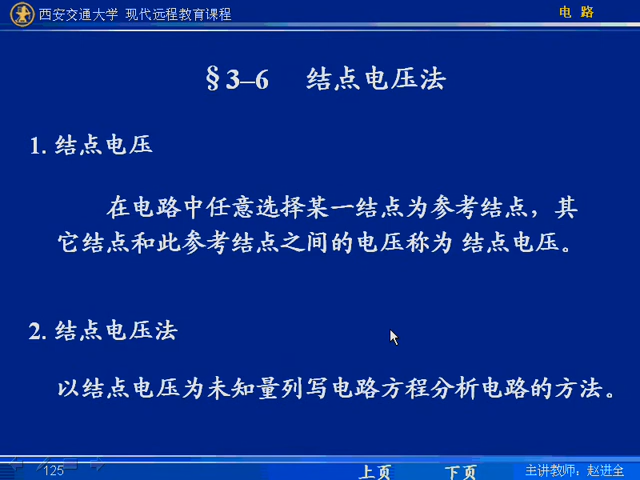 西安交通大学 现代远程教育课程
电 路
§3–6 结点电压法
1. 结点电压
在电路中任意选择某一结点为参考结点，其
它结点和此参考结点之间的电压称为 结点电压。
2. 结点电压法
以结点电压为未知量列写电路方程分析电路的方法。
125
上页
下页
主讲教师：赵进全